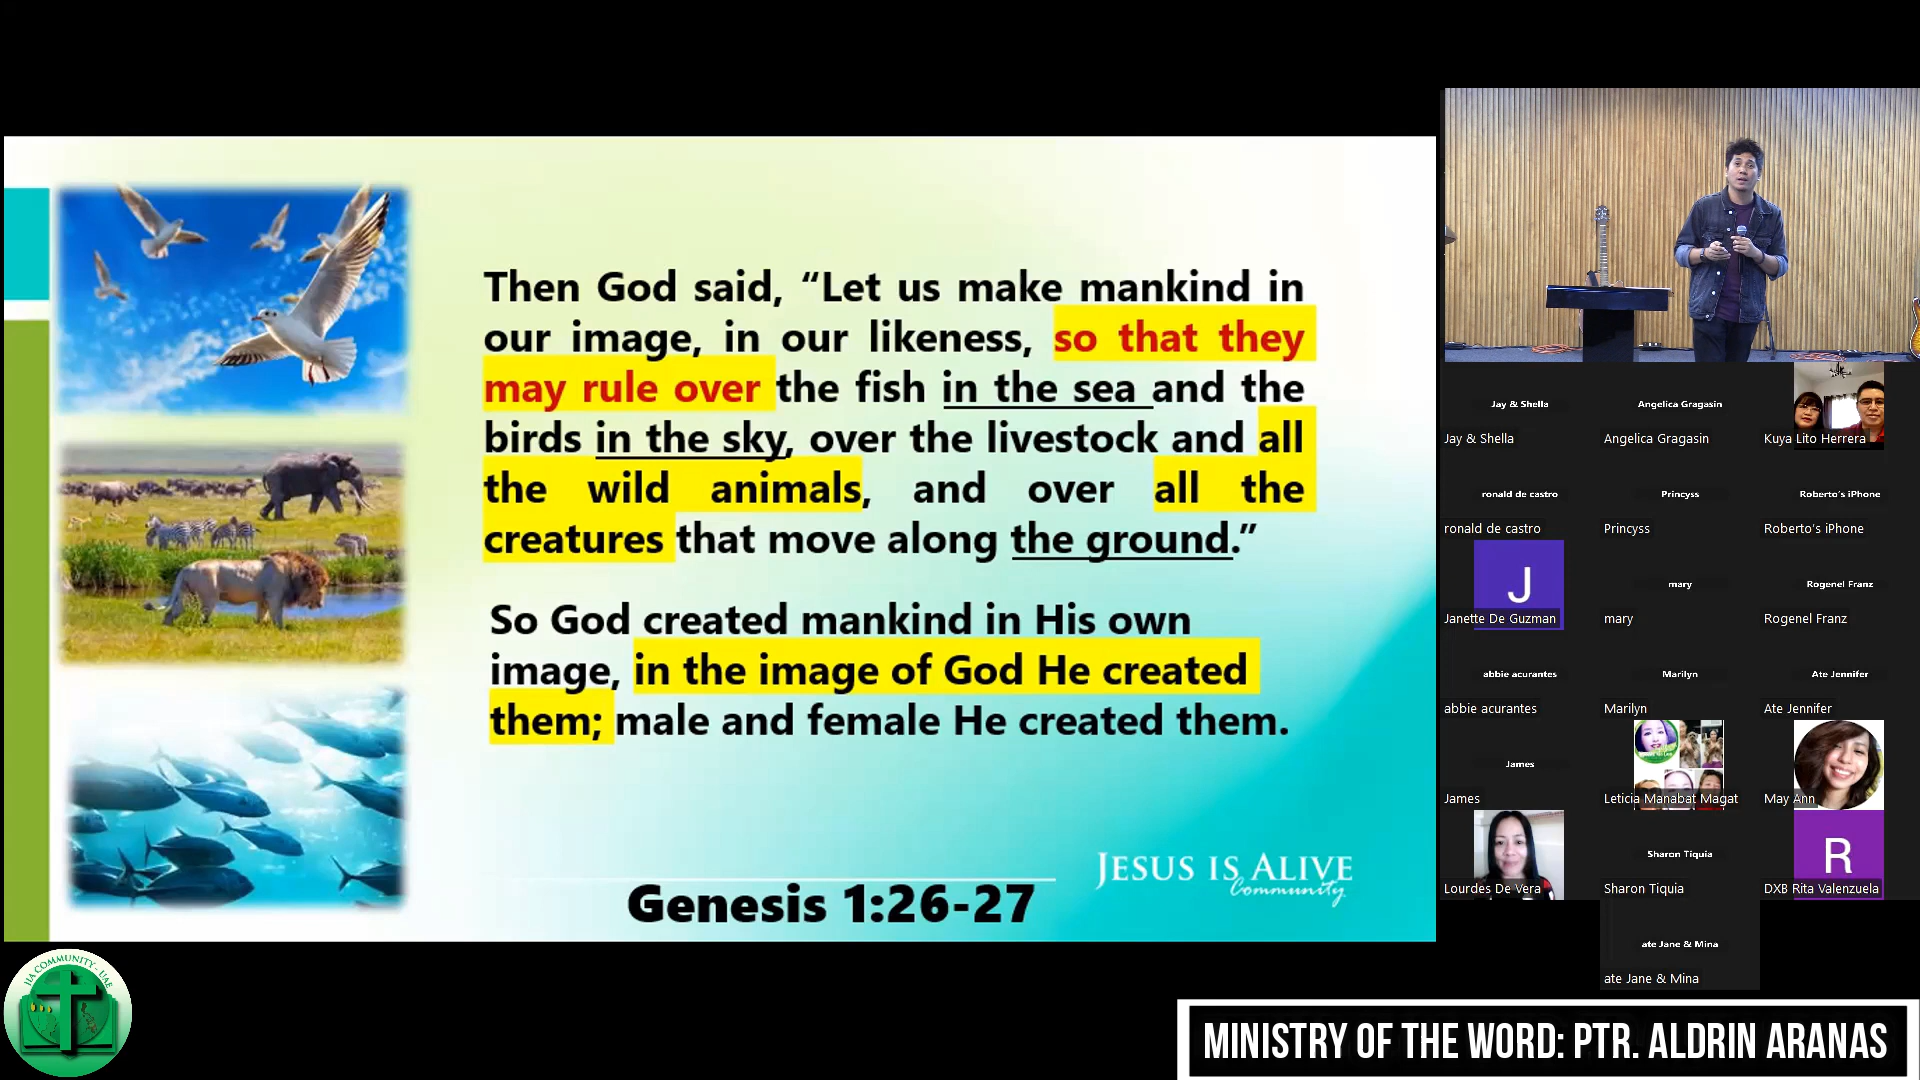 Then God said, “Let us make mankind in
our image, in our likeness, so that they
may rule over the fish in the sea and the
birds in the sky, over the livestock and all
the wild animals, and over all the
creatures that move along the ground.”
So God created mankind in His own
image, in the image of God He created
them; male and female He created them.
Genesis 1:26-27
JESUS IS ALIVE
Community
JIA COMMUNITY - UAE
Jay & Shella
Jay & Shella
Angelica Gragasin
Angelica Gragasin
Kuya Lito Herrera
ronald de castro
ronald de castro
Princyss
Princyss
Roberto's iPhone
Roberto's iPhone
J
Janette De Guzman
mary
mary
Rogenel Franz
Rogenel Franz
abbie acurantes
abbie acurantes
Marilyn
Marilyn
Ate Jennifer
Ate Jennifer
James
James
Leticia Manabat Magat
May Ann
Lourdes De Vera
Sharon Tiquia
Sharon Tiquia
R
DXB Rita Valenzuela
ate Jane & Mina
ate Jane & Mina
MINISTRY OF THE WORD: PTR. ALDRIN ARANAS